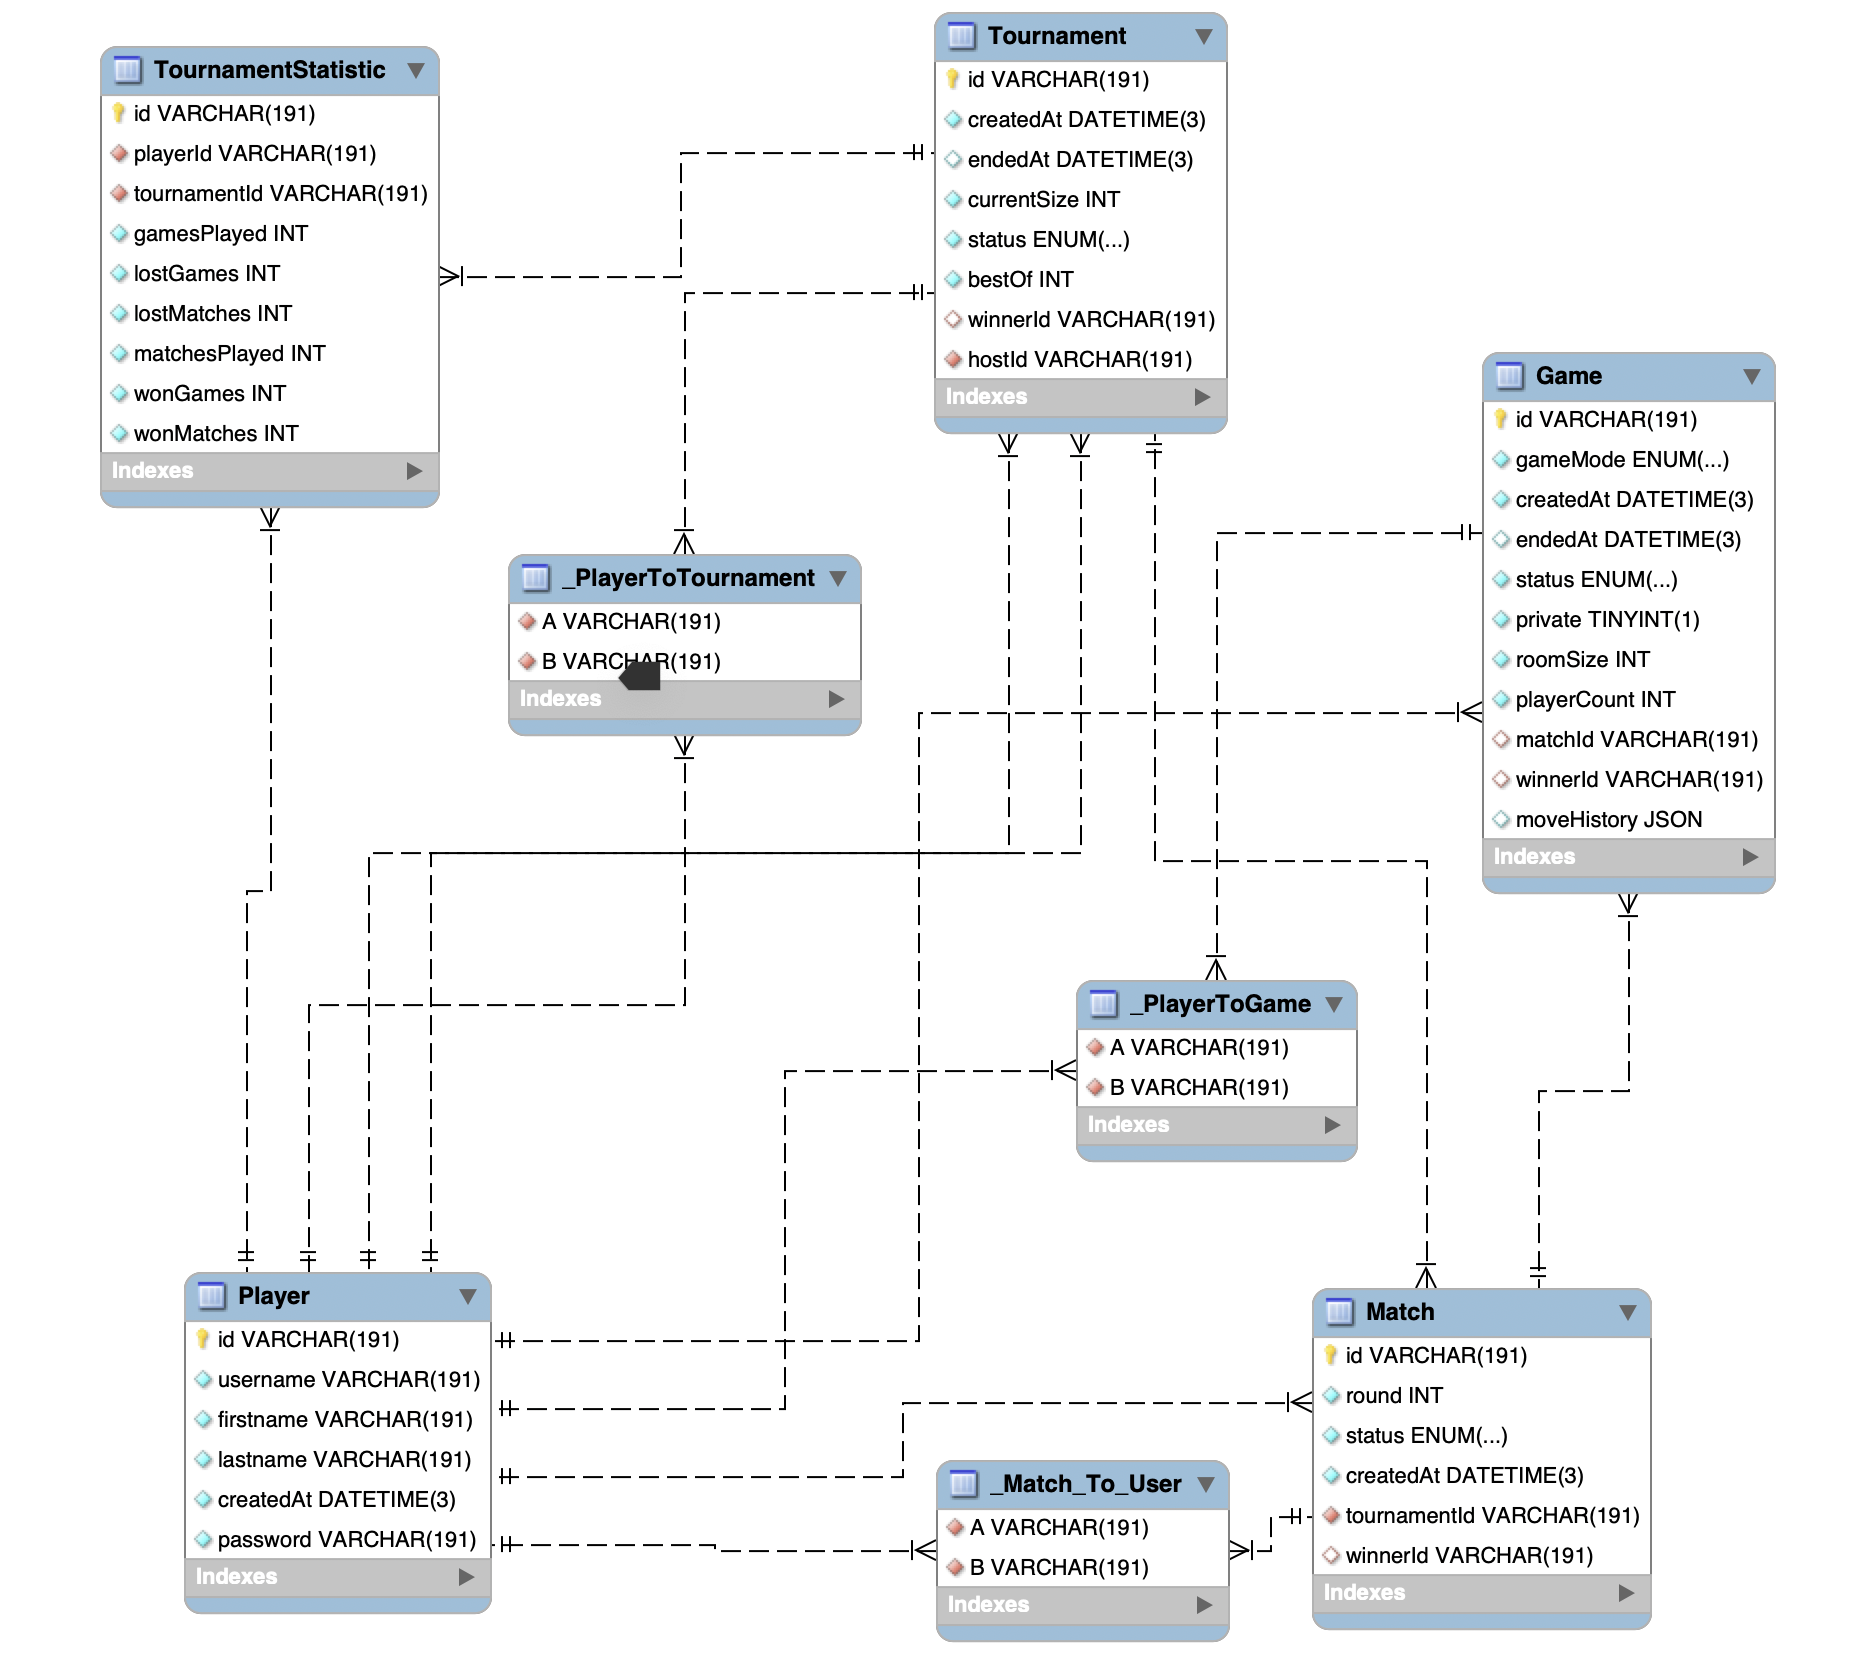 TournamentStatistic
id VARCHAR(191)
playerId VARCHAR(191)
tournamentId VARCHAR(191)
gamesPlayed INT
lostGames INT
lostMatches INT
matchesPlayed INT
wonGames INT
wonMatches INT
Indexes
Tournament
id VARCHAR(191)
createdAt DATETIME(3)
endedAt DATETIME(3)
currentSize INT
status ENUM(...)
bestOf INT
winnerId VARCHAR(191)
hostId VARCHAR(191)
Indexes
Game
id VARCHAR(191)
gameMode ENUM(...)
createdAt DATETIME(3)
endedAt DATETIME(3)
status ENUM(...)
private TINYINT(1)
roomSize INT
playerCount INT
matchId VARCHAR(191)
winnerId VARCHAR(191)
moveHistory JSON
Indexes
_PlayerToTournament
A VARCHAR(191)
B VARCHAR(191)
Indexes
_PlayerToGame
A VARCHAR(191)
B VARCHAR(191)
Indexes
Player
id VARCHAR(191)
username VARCHAR(191)
firstname VARCHAR(191)
lastname VARCHAR(191)
createdAt DATETIME(3)
password VARCHAR(191)
Indexes
Match
id VARCHAR(191)
round INT
status ENUM(...)
createdAt DATETIME(3)
tournamentId VARCHAR(191)
winnerId VARCHAR(191)
Indexes
_Match_To_User
A VARCHAR(191)
B VARCHAR(191)
Indexes